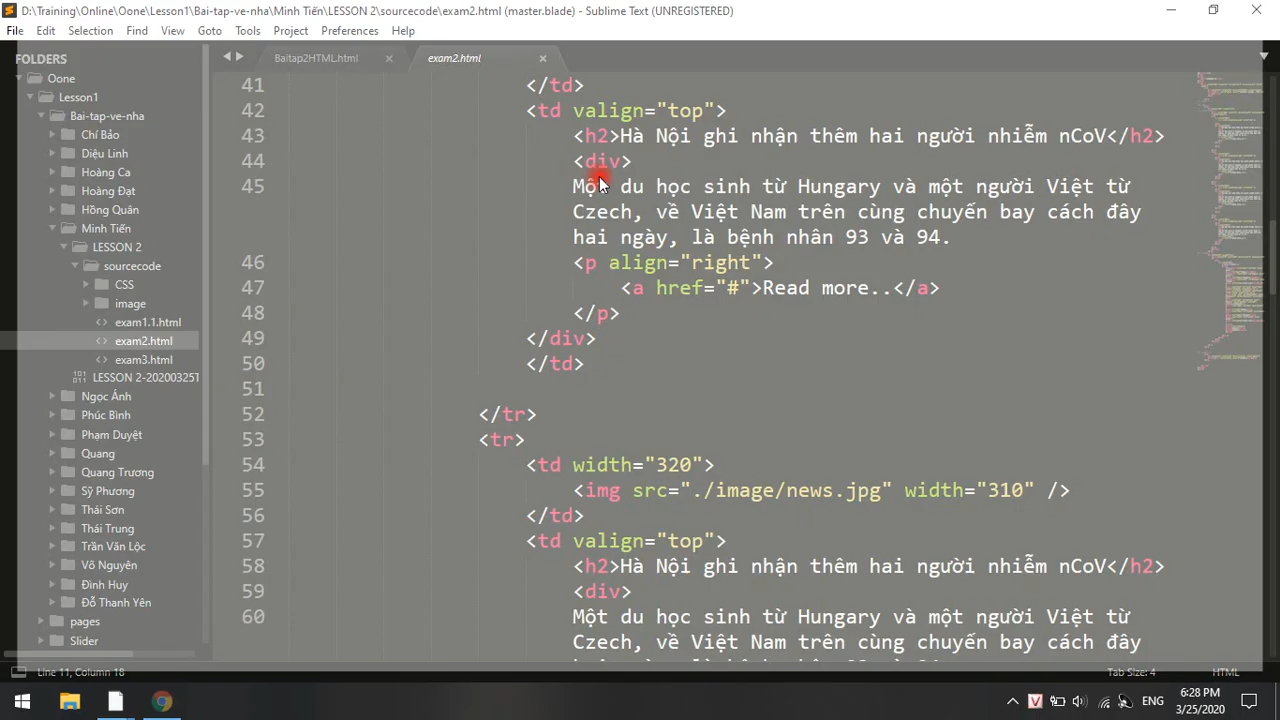 D:\Training\Online\Oone\Lesson1\Bai-tap-ve-nha\Minh Tiến\LESSON 2\sourcecode\exam2.html (master.blade) - Sublime Text (UNREGISTERED)
File Edit Selection Find View Goto Tools Project Preferences Help
FOLDERS
Oone
Lesson1
Bai-tap-ve-nha
Chí Bảo
Diệu Linh
Hoàng Ca
Hoàng Đạt
Hồng Quân
Minh Tiến
LESSON 2
sourcecode
CSS
image
exam1.1.html
exam2.html
exam3.html
LESSON 2-202003251
Ngọc Ánh
Phúc Bình
Phạm Duyệt
Quang
Quang Trương
Sỹ Phương
Thái Sơn
Thái Trung
Trần Văn Lộc
Võ Nguyên
Đình Huy
Đỗ Thanh Yên
pages
Slider
Baitap2HTML.html
exam2.html
41 </td>
42 <td valign="top">
43 <h2>Hà Nội ghi nhận thêm hai người nhiễm nCoV</h2>
44 <div>
45 Một du học sinh từ Hungary và một người Việt từ
Czech, về Việt Nam trên cùng chuyến bay cách đây
hai ngày, là bệnh nhân 93 và 94.
46 <p align="right">
47 <a href="#">Read more..</a>
48 </p>
49 </div>
50 </td>
51
52 </tr>
53 <tr>
54 <td width="320">
55 <img src="./image/news.jpg" width="310" />
56 </td>
57 <td valign="top">
58 <h2>Hà Nội ghi nhận thêm hai người nhiễm nCoV</h2>
59 <div>
60 Một du học sinh từ Hungary và một người Việt từ
Czech, về Việt Nam trên cùng chuyến bay cách đây
Line 11, Column 18
Tab Size: 4
HTML
ENG
6:28 PM
3/25/2020